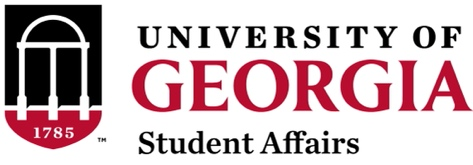 1785
™
UNIVERSITY OF
GEORGIA
Student Affairs